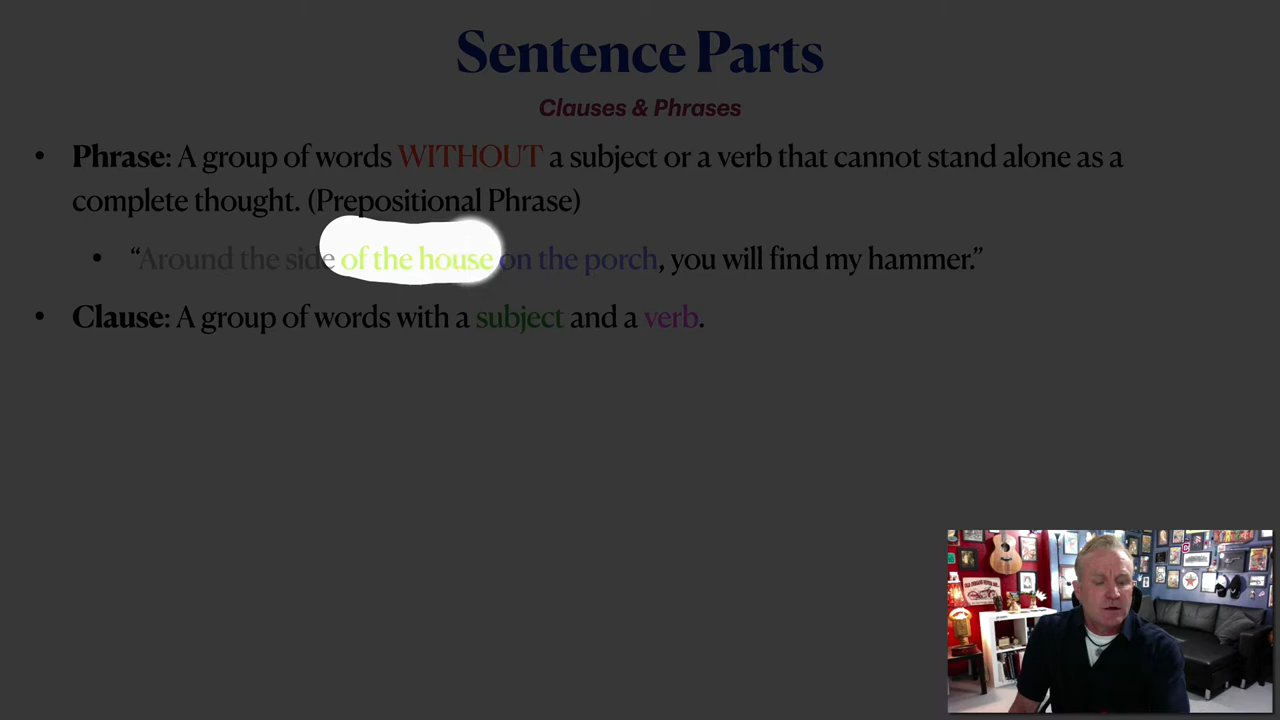 Sentence Parts
Clauses & Phrases
• Phrase: A group of words WITHOUT a subject or a verb that cannot stand alone as a
complete thought. (Prepositional Phrase)
• “Around the side of the house on the porch, you will find my hammer.”
• Clause: A group of words with a subject and a verb.